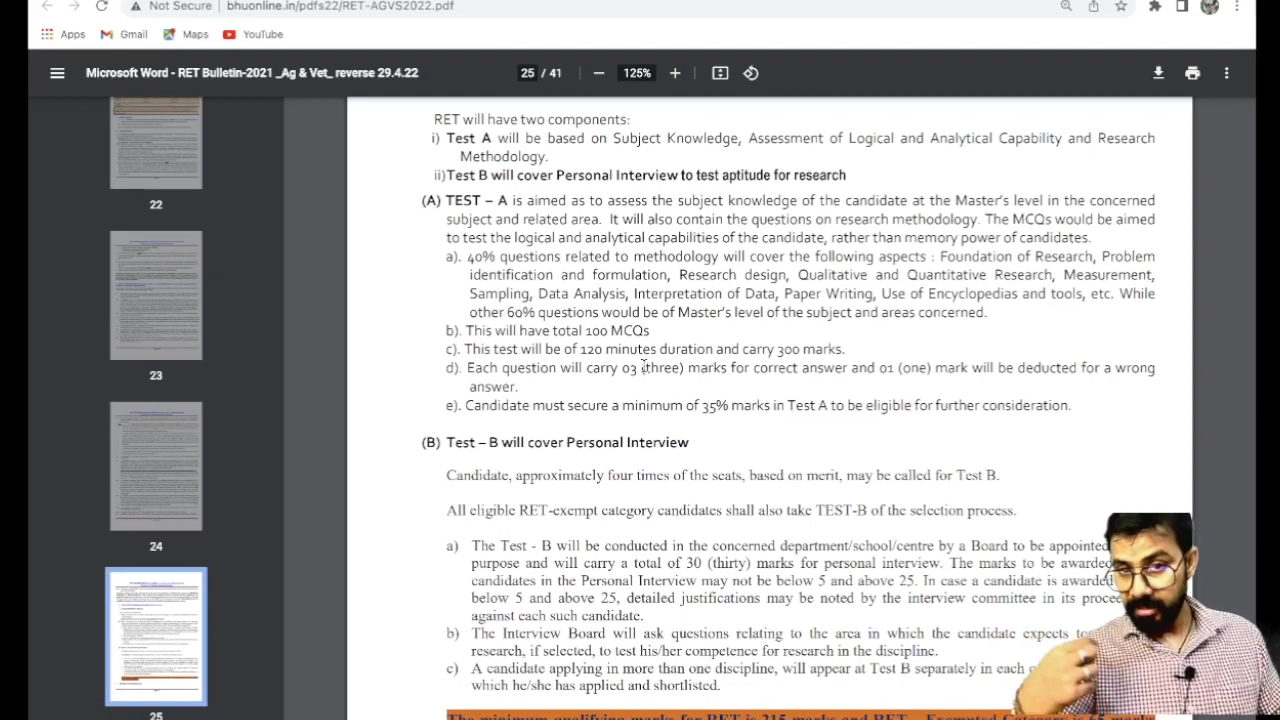 Not Secure | bhuonline.in/pdfs22/RET-AGVS2022.pdf
Apps Gmail Maps YouTube
Microsoft Word - RET Bulletin-2021 _Ag & Vet_ reverse 29.4.22
25 / 41 125%
22
23
24
25
RET will have two components:
i) Test A will be based on Subject Knowledge, Assessment of Logical and Analytical Capability and Research
Methodology.
ii)Test B will cover Personal Interview to test aptitude for research
(A) TEST – A is aimed as to assess the subject knowledge of the candidate at the Master's level in the concerned
subject and related area. It will also contain the questions on research methodology. The MCQs would be aimed
to test the logical and analytical capabilities of the candidate, rather than memory power of candidates.
a). 40% questions related to methodology will cover the following aspects : Foundation of Research, Problem
identification and formulation, Research design, Qualitative and Quantitative Research, Measurement,
Sampling, Data Analysis, Interpretation of Data, Paper Writing, Use of Encyclopedias and tools, etc. While
other 60% questions would be of Master's level of the subject and areas concerned.
b). This will have total 100 MCQs
c). This test will be of 120 minutes duration and carry 300 marks.
d). Each question will carry 03 (three) marks for correct answer and 01 (one) mark will be deducted for a wrong
answer.
e). Candidate must secure a minimum of 35% marks in Test A to be eligible for further consideration.
(B) Test – B will cover Personal Interview
Candidate, approximately ten times of the seats, based on merit, may be called for Test B.
All eligible RET-exempt category candidates shall also take TEST-B of the selection process.
a) The Test - B will be conducted in the concerned department/school/centre by a Board to be appointed
purpose and will carry a total of 30 (thirty) marks for personal interview. The marks to be awarded
candidates in the personal interview may not be below 5 and above 25. In case a candidate is awarded
below 5 and above 25, detailed justifications may be given by the interview committee in its
against each such candidate.
b) The interview will include questions relating to the area in which the candidate
research, if selected, to test his/her competence for research in the discipline.
c) Candidate applying in more than one discipline, will appear at Test B separately in each
which he/she has applied and shortlisted.
The minimum qualifying marks for RET is 215 marks and RET – Exempted